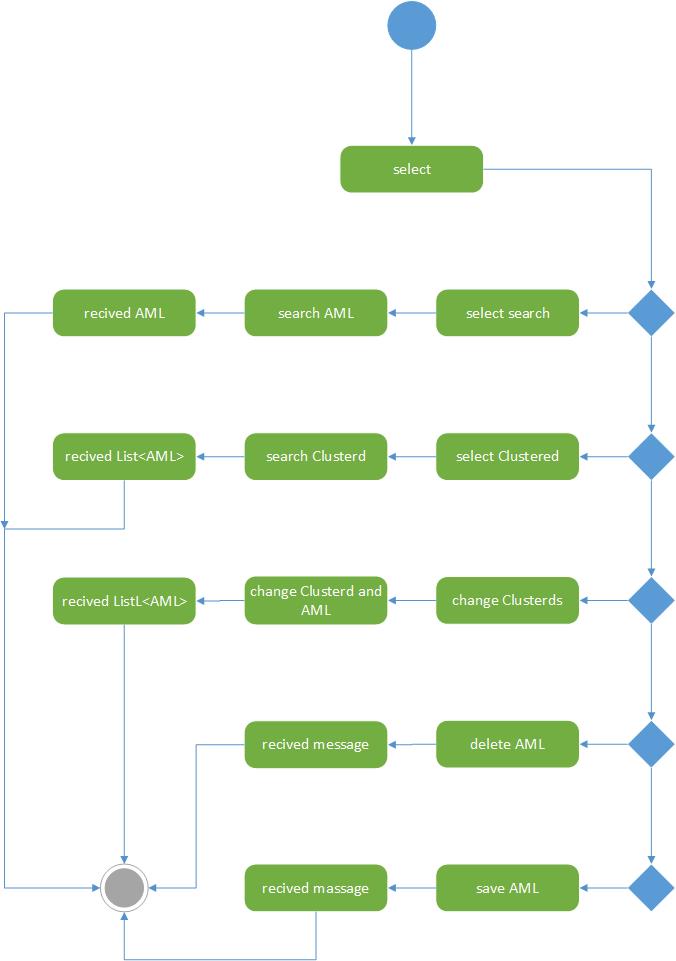 select
recived AML
search AML
select search
recived List<AML>
search Clusterd
select Clustered
recived ListL<AML>
change Clusterd and
AML
change Clusterds
recived message
delete AML
recived massage
save AML